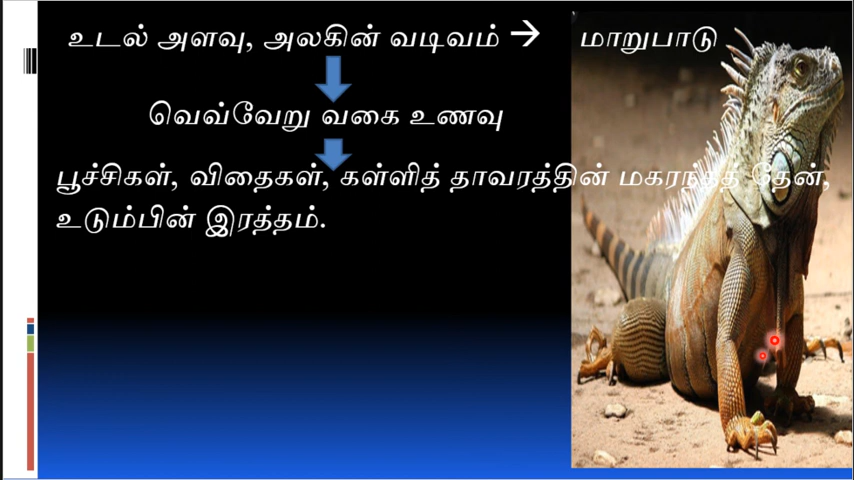 உடல் அளவு, அலகின் வடிவம் → மாறுபாடு
வெவ்வேறு வகை உணவு
பூச்சிகள், விதைகள், கள்ளித் தாவரத்தின் மகரந்தத் தேன்,
உடும்பின் இரத்தம்.